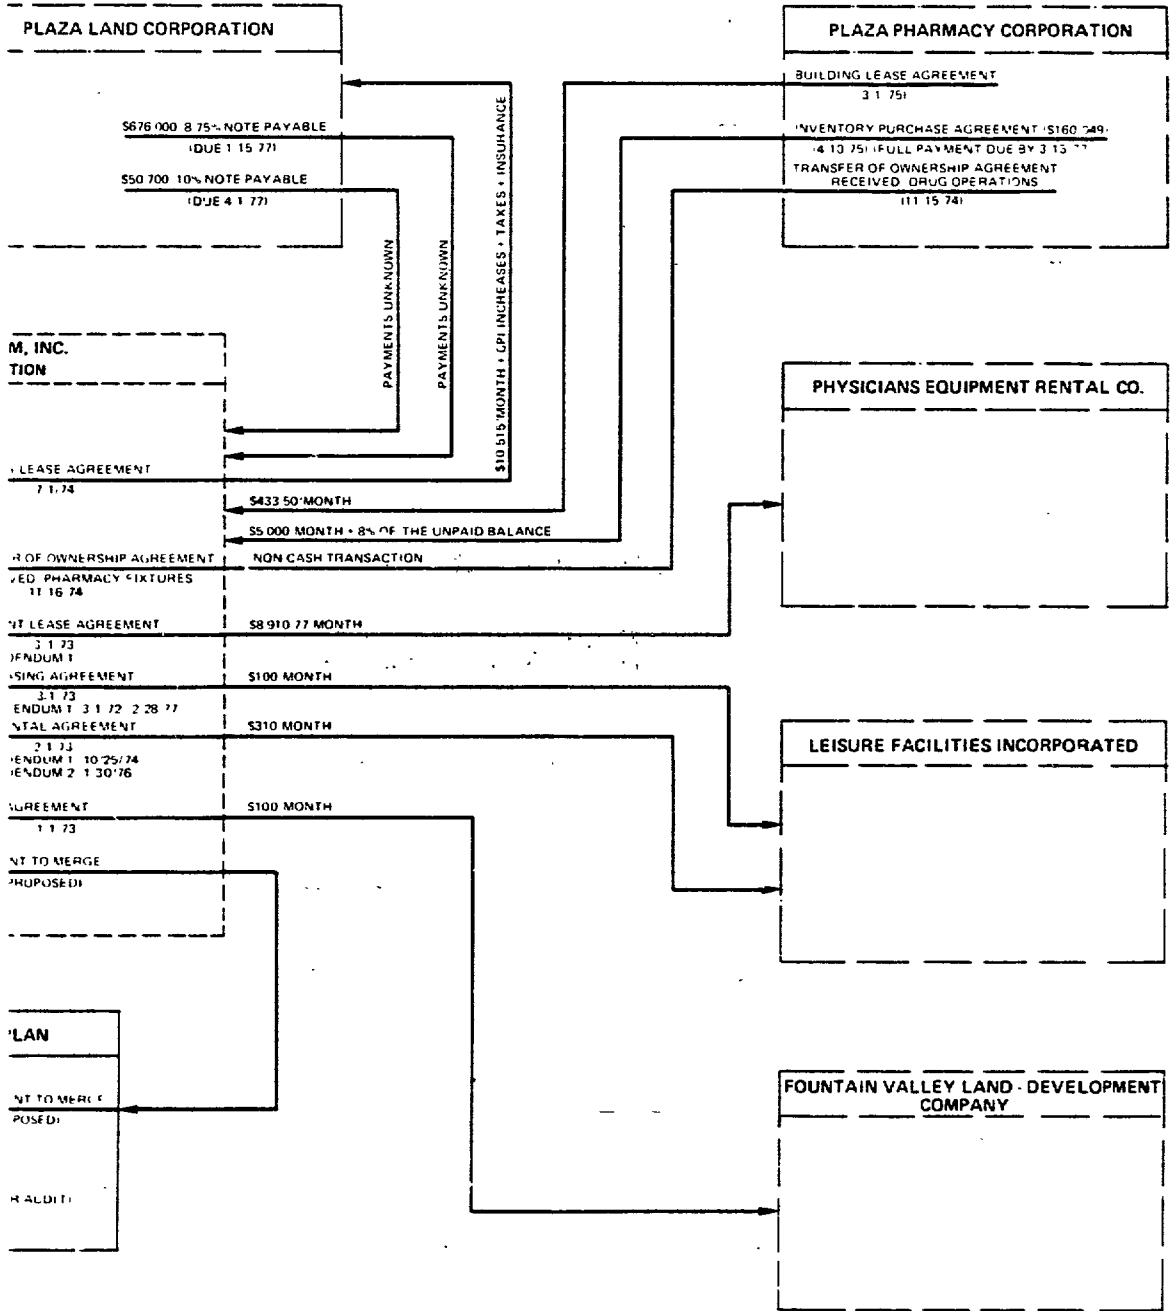 PLAZA LAND CORPORATION
$676 000 8 75% NOTE PAYABLE
(DUE 1 15 77)
$50 700 10% NOTE PAYABLE
(DUE 4 1 77)
PAYMENTS UNKNOWN
PAYMENTS UNKNOWN
$10 515/MONTH + CPI INCREASES + TAXES + INSURANCE
PLAZA PHARMACY CORPORATION
BUILDING LEASE AGREEMENT
3 1 75)
INVENTORY PURCHASE AGREEMENT ($160
(FULL PAYMENT DUE BY
TRANSFER OF OWNERSHIP AGREEMENT
RECEIVED DRUG OPERATIONS
(11 15 74)
M, INC.
TION
LEASE AGREEMENT
7 1/74
$433 50/MONTH
$5 000 MONTH + 8% OF THE UNPAID BALANCE
R OF OWNERSHIP AGREEMENT NON CASH TRANSACTION
VED PHARMACY FIXTURES
11 16 74
NT LEASE AGREEMENT $8 910 77 MONTH
3 1 73
DENDUM 1
SING AGREEMENT $100 MONTH
3 1 73
ENDUM 1 3 1 72 2 28 77
NTAL AGREEMENT $310 MONTH
2 1 73
DENDUM 1 10/25/74
DENDUM 2 1 30/76
AGREEMENT $100 MONTH
1 1 73
NT TO MERGE
PROPOSED)
PHYSICIANS EQUIPMENT RENTAL CO.
LEISURE FACILITIES INCORPORATED
PLAN
NT TO MERGE
POSED)
R AUDIT)
FOUNTAIN VALLEY LAND - DEVELOPMENT
COMPANY